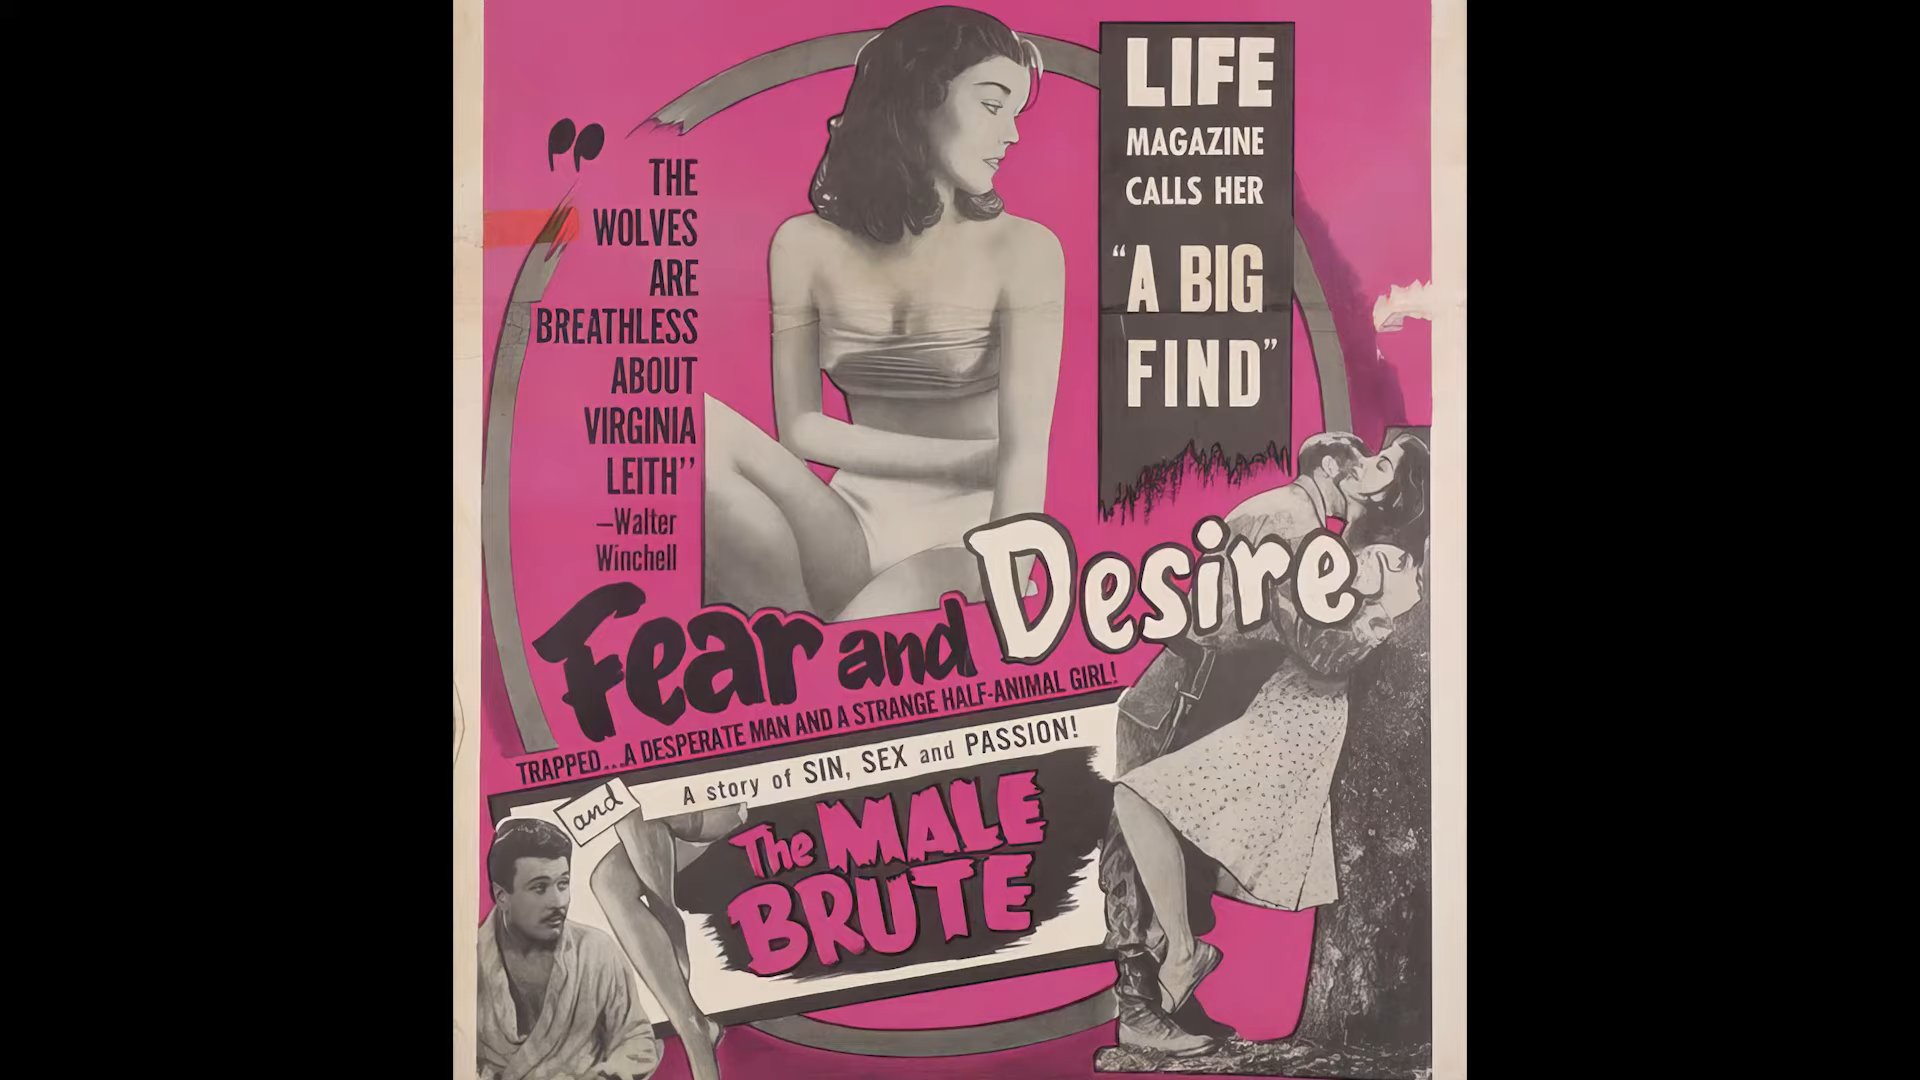 "THE
WOLVES
ARE
BREATHLESS
ABOUT
VIRGINIA
LEITH"
—Walter
Winchell
LIFE
MAGAZINE
CALLS HER
"A BIG
FIND"
Fear and Desire
TRAPPED...A DESPERATE MAN AND A STRANGE HALF-ANIMAL GIRL!
and
A story of SIN, SEX and PASSION!
The MALE
BRUTE